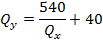 Q_y = 540/Q_x + 40